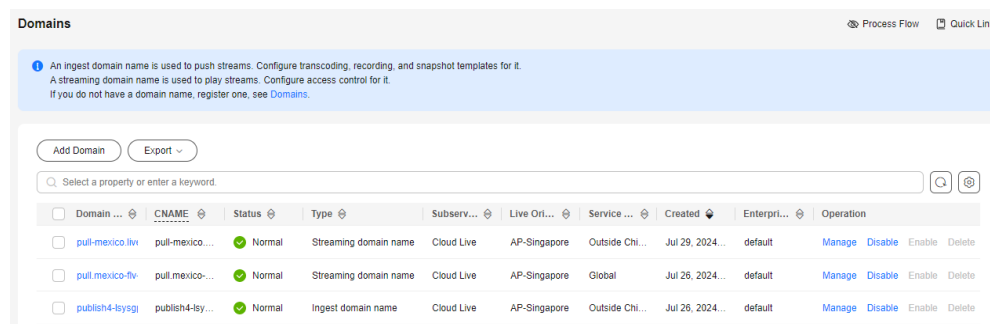 Domains
Process Flow
Quick Lin
An ingest domain name is used to push streams. Configure transcoding, recording, and snapshot templates for it.
A streaming domain name is used to play streams. Configure access control for it.
If you do not have a domain name, register one, see Domains.
Add Domain
Export
Select a property or enter a keyword.
Domain ... CNAME Status Type Subserv... Live Ori... Service ... Created Enterpri... Operation
pull-mexico.live pull-mexico.... Normal Streaming domain name Cloud Live AP-Singapore Outside Chi... Jul 29, 2024... default Manage Disable Enable Delete
pull.mexico-flv- pull.mexico-... Normal Streaming domain name Cloud Live AP-Singapore Global Jul 26, 2024... default Manage Disable Enable Delete
publish4-lsysg publish4-lsy... Normal Ingest domain name Cloud Live AP-Singapore Outside Chi... Jul 26, 2024... default Manage Disable Enable Delete